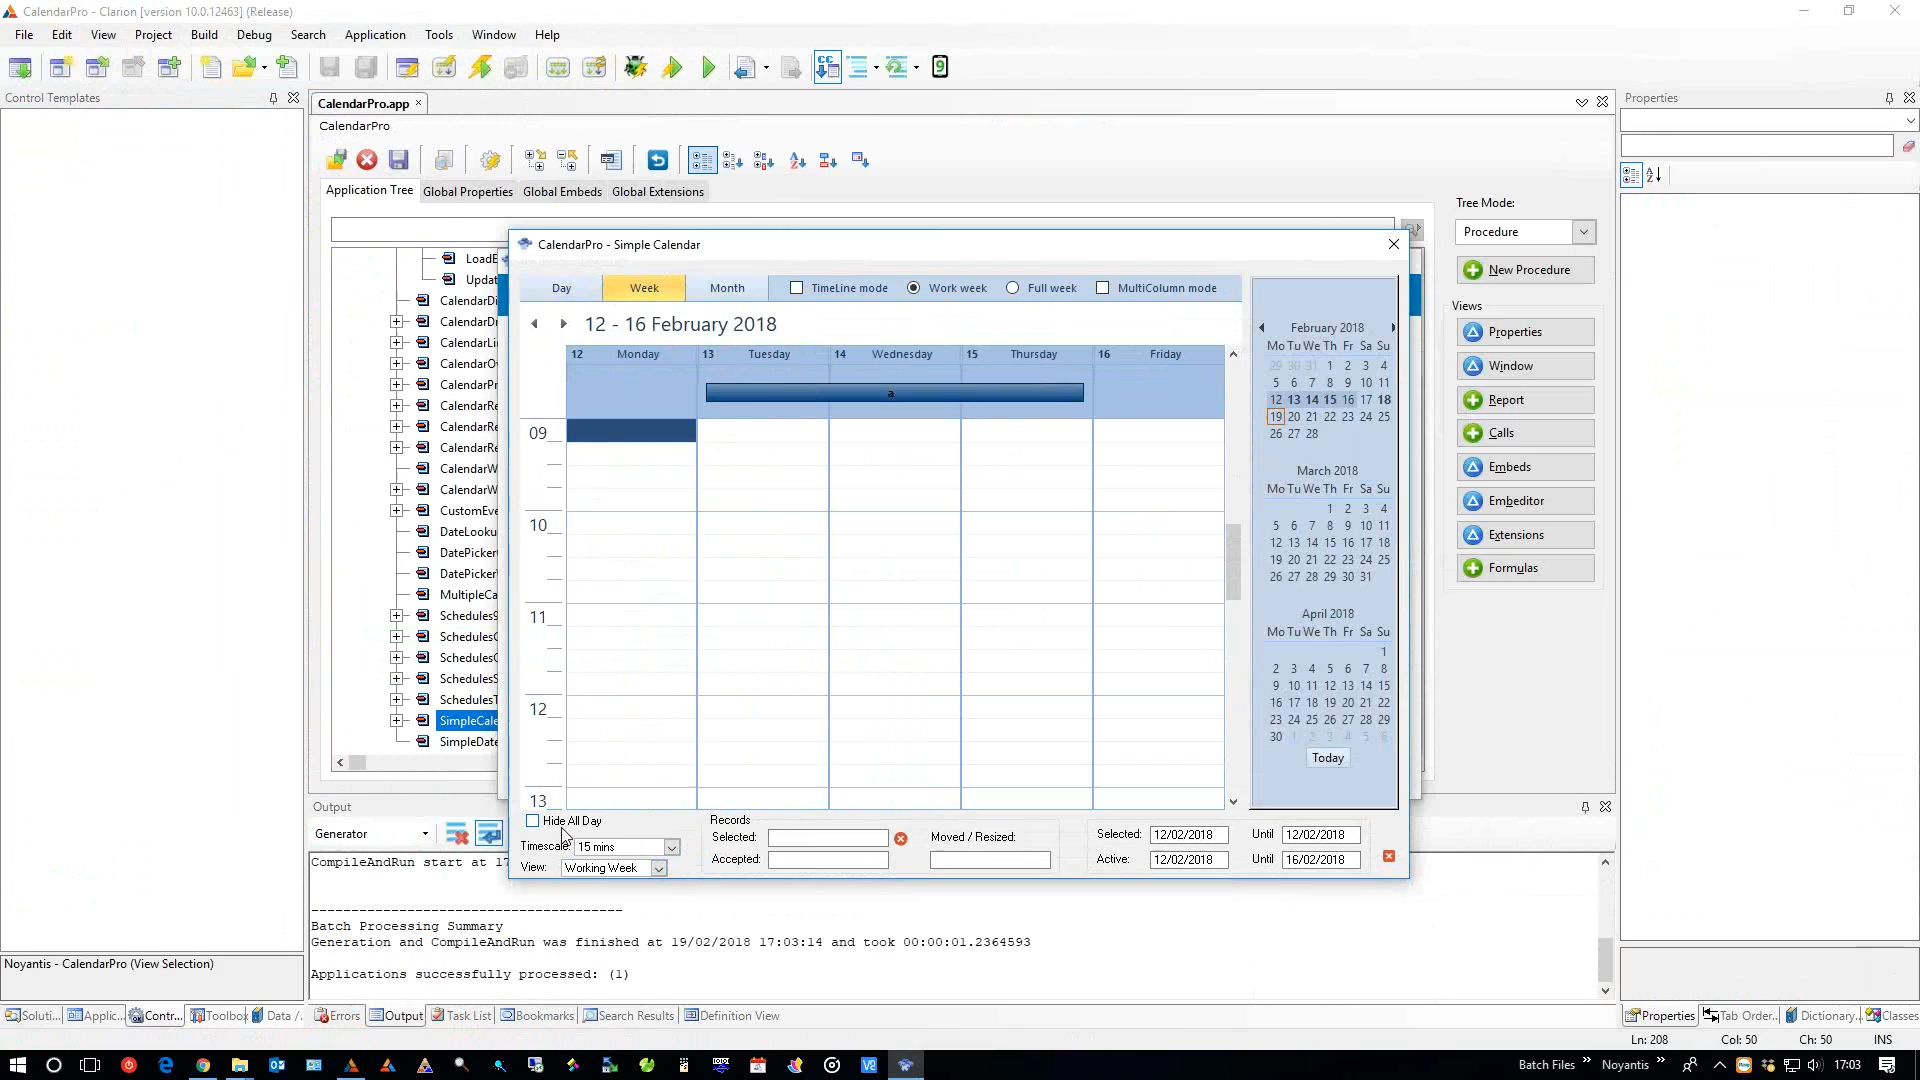 CalendarPro - Clarion [version 10.0.12463] (Release)
File Edit View Project Build Debug Search Application Tools Window Help
Control Templates
CalendarPro.app
Properties
CalendarPro
Application Tree Global Properties Global Embeds Global Extensions
Tree Mode:
Procedure
New Procedure
Views
Properties
Window
Report
Calls
Embeds
Embeditor
Extensions
Formulas
LoadE
Updat
CalendarDi
CalendarDr
CalendarLi
CalendarOv
CalendarPr
CalendarRe
CalendarRe
CalendarRe
CalendarW
CalendarW
CustomEve
DateLooku
DatePicker
DatePicker
MultipleCa
Schedules9
SchedulesC
SchedulesC
SchedulesS
SchedulesT
SimpleCale
SimpleDate
CalendarPro - Simple Calendar
Day Week Month TimeLine mode Work week Full week MultiColumn mode
12 - 16 February 2018
12 Monday 13 Tuesday 14 Wednesday 15 Thursday 16 Friday
a
09
10
11
12
13
February 2018
Mo Tu We Th Fr Sa Su
29 30 31 1 2 3 4
5 6 7 8 9 10 11
12 13 14 15 16 17 18
19 20 21 22 23 24 25
26 27 28
March 2018
Mo Tu We Th Fr Sa Su
1 2 3 4
5 6 7 8 9 10 11
12 13 14 15 16 17 18
19 20 21 22 23 24 25
26 27 28 29 30 31
April 2018
Mo Tu We Th Fr Sa Su
1
2 3 4 5 6 7 8
9 10 11 12 13 14 15
16 17 18 19 20 21 22
23 24 25 26 27 28 29
30 1 2 3 4 5 6
Today
Hide All Day
Timescale: 15 mins
View: Working Week
Records
Selected:
Accepted:
Moved / Resized:
Selected: 12/02/2018 Until 12/02/2018
Active: 12/02/2018 Until 16/02/2018
Output
Generator
CompileAndRun start at 17
---------------------------------------
Batch Processing Summary
Generation and CompileAndRun was finished at 19/02/2018 17:03:14 and took 00:00:01.2364593
Applications successfully processed: (1)
Noyantis - CalendarPro (View Selection)
Soluti... Applic... Contr... Toolbox Data /... Errors Output Task List Bookmarks Search Results Definition View
Properties Tab Order... Dictionary... Classes
Ln: 208 Col: 50 Ch: 50 INS
Batch Files Noyantis 17:03